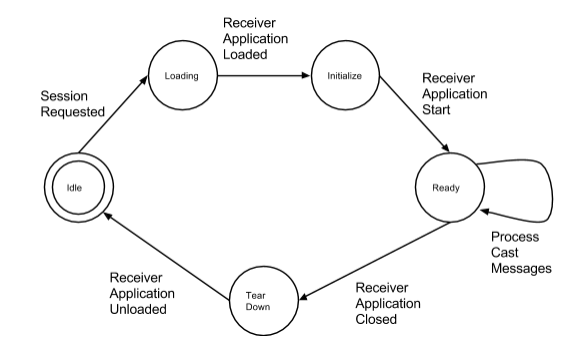 Receiver
Application
Loaded
Loading
Initialize
Receiver
Application
Start
Session
Requested
Idle
Ready
Process
Cast
Messages
Receiver
Application
Unloaded
Tear
Down
Receiver
Application
Closed